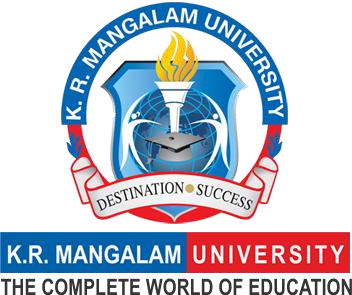 K. R. MANGALAM UNIVERSITY
DESTINATION • SUCCESS
K.R. MANGALAM UNIVERSITY
THE COMPLETE WORLD OF EDUCATION